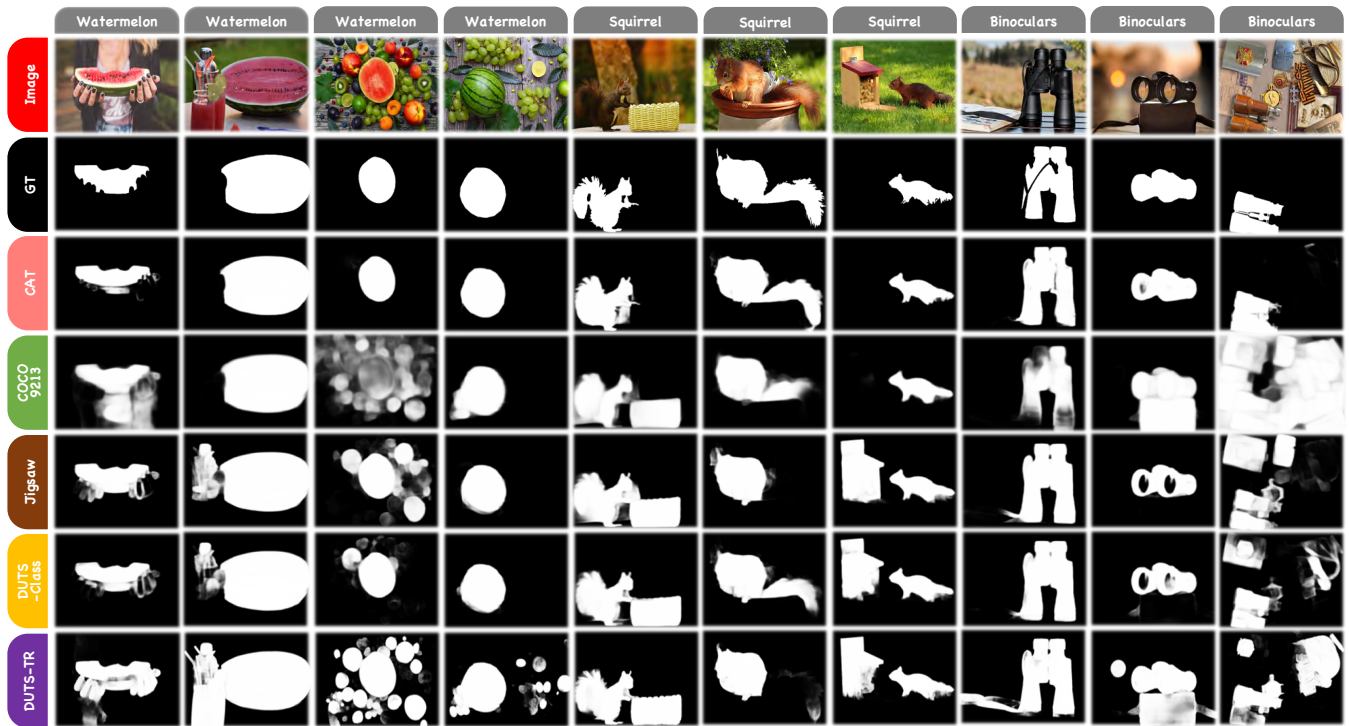 Watermelon Watermelon Watermelon Watermelon Squirrel Squirrel Squirrel Binoculars Binoculars Binoculars
Image
GT
CAT
COCO
9213
Jigsaw
DUTS
-Class
DUTS-TR